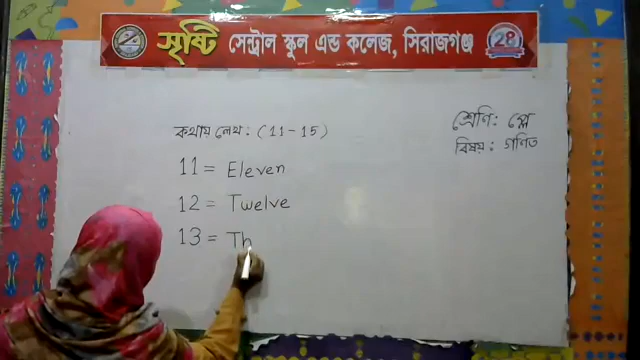 সৃষ্টি সেন্ট্রাল স্কুল এন্ড কলেজ, সিরাজগঞ্জ
28
শ্রেণি: প্লে
বিষয়: গণিত
কথায় লেখ: (11-15)
11 = Eleven
12 = Twelve
13 = Th